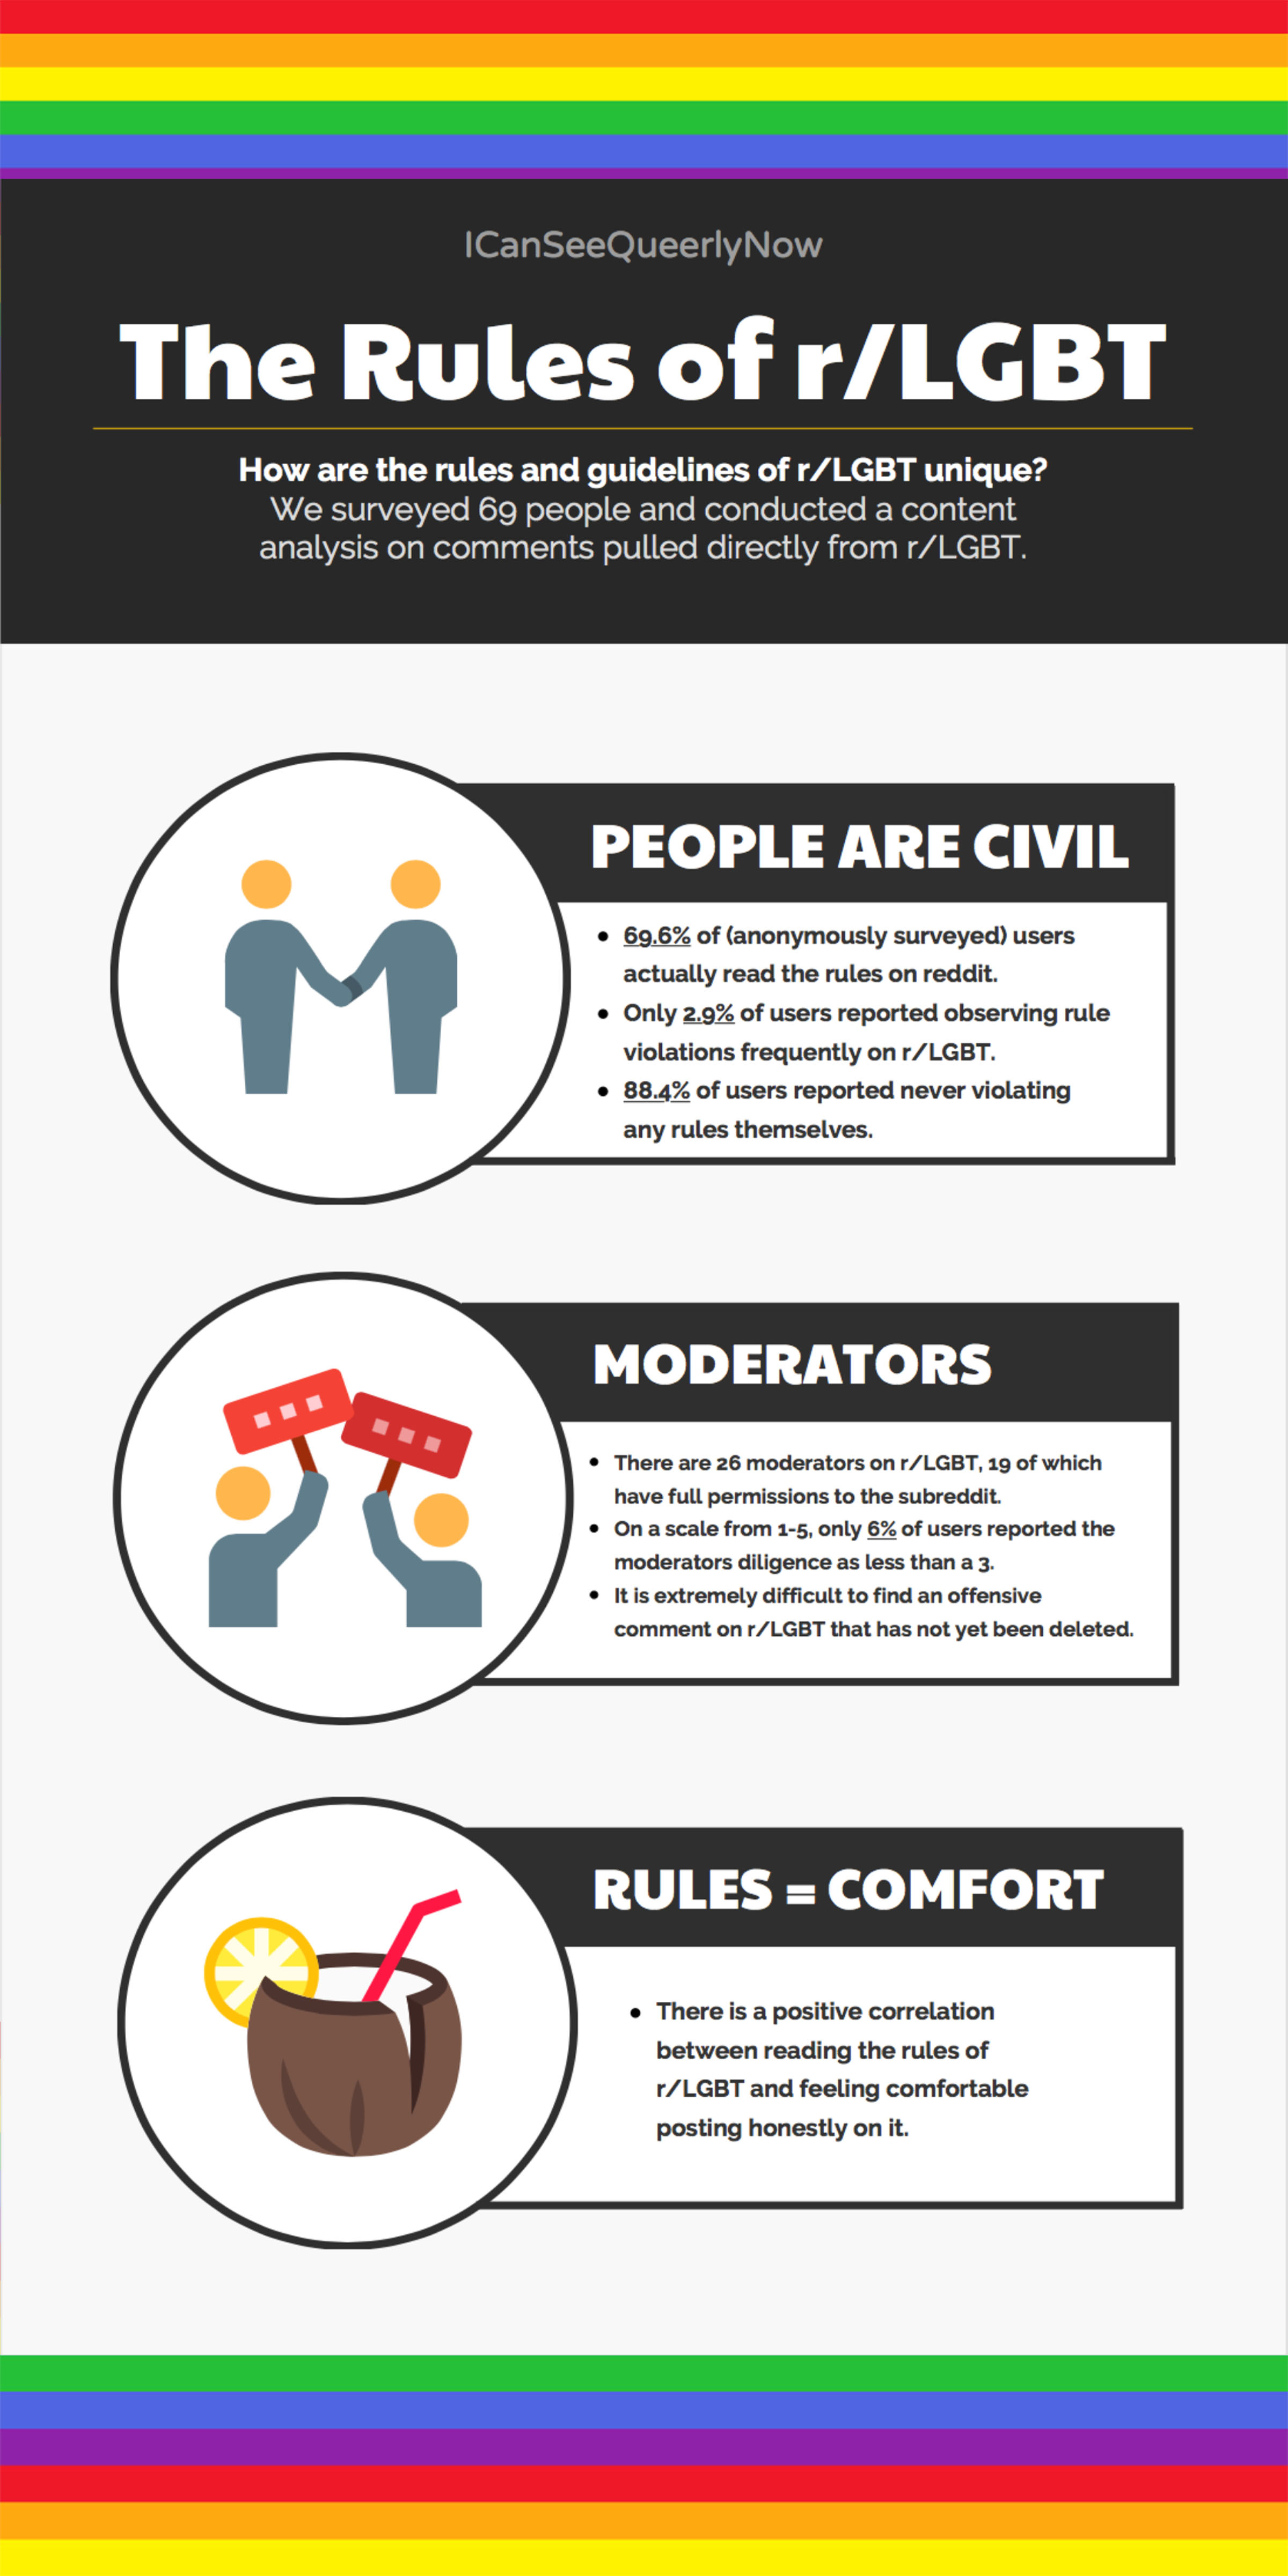 ICanSeeQueerlyNow
The Rules of r/LGBT
How are the rules and guidelines of r/LGBT unique?
We surveyed 69 people and conducted a content
analysis on comments pulled directly from r/LGBT.
PEOPLE ARE CIVIL
• 69.6% of (anonymously surveyed) users
actually read the rules on reddit.
• Only 2.9% of users reported observing rule
violations frequently on r/LGBT.
• 88.4% of users reported never violating
any rules themselves.
MODERATORS
• There are 26 moderators on r/LGBT, 19 of which
have full permissions to the subreddit.
• On a scale from 1-5, only 6% of users reported the
moderators diligence as less than a 3.
• It is extremely difficult to find an offensive
comment on r/LGBT that has not yet been deleted.
RULES = COMFORT
• There is a positive correlation
between reading the rules of
r/LGBT and feeling comfortable
posting honestly on it.